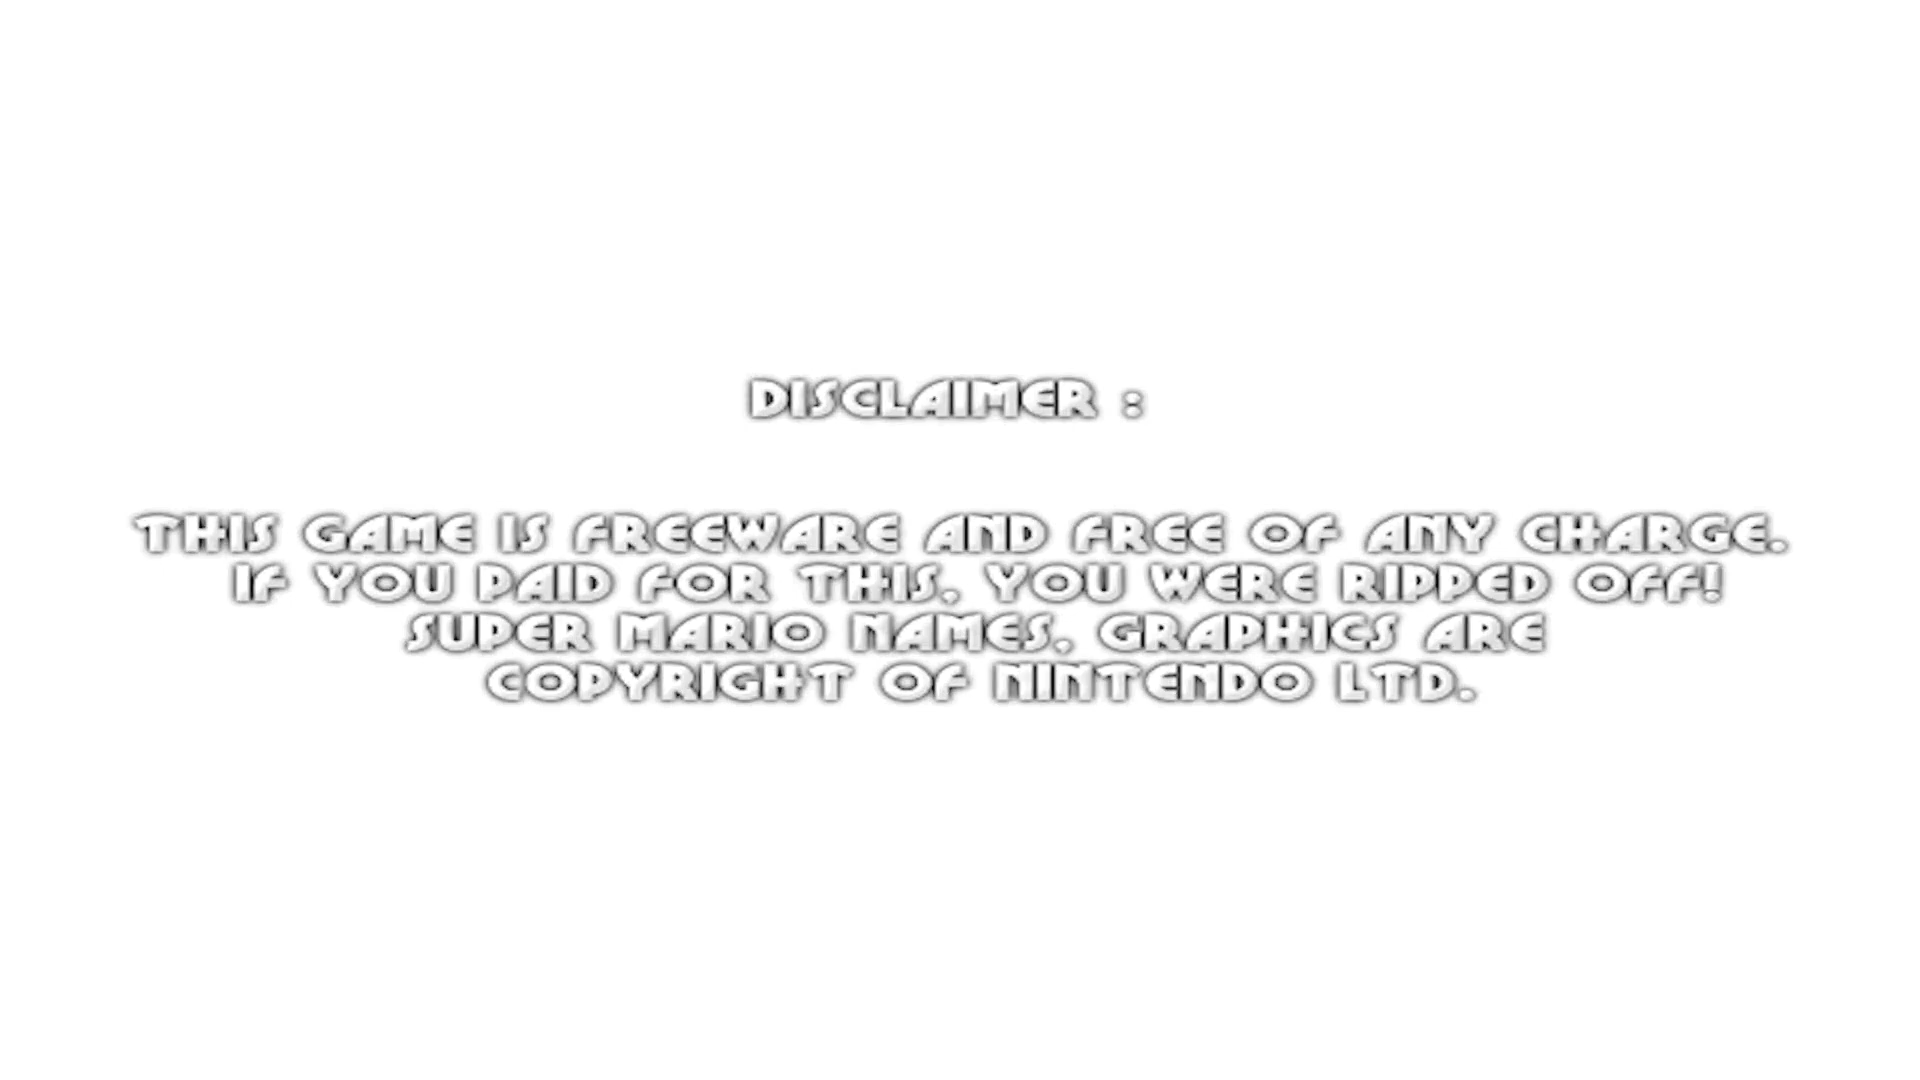 DISCLAIMER :
THIS GAME IS FREEWARE AND FREE OF ANY CHARGE.
IF YOU PAID FOR THIS, YOU WERE RIPPED OFF!
SUPER MARIO NAMES, GRAPHICS ARE
COPYRIGHT OF NINTENDO LTD.